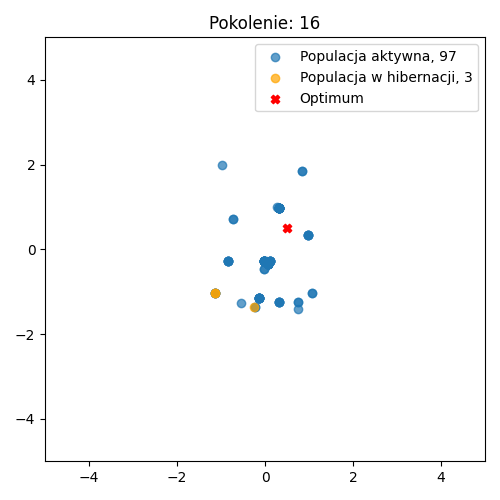 Pokolenie: 16
Populacja aktywna, 97
Populacja w hibernacji, 3
Optimum
4
2
0
−2
−4
−4
−2
0
2
4